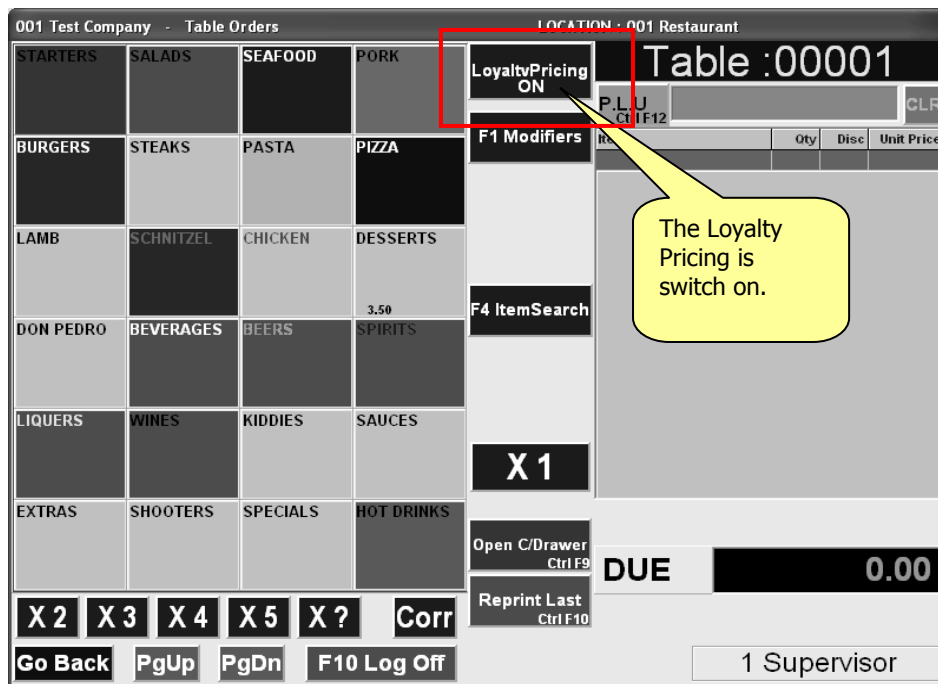 001 Test Company - Table Orders LOCATION : 001 Restaurant
STARTERS SALADS SEAFOOD PORK
LoyaltyPricing
ON
Table :00001
P.L.U
Ctrl F12
CLR
BURGERS STEAKS PASTA PIZZA
F1 Modifiers
Qty Disc Unit Price
The Loyalty
Pricing is
switch on.
LAMB SCHNITZEL CHICKEN DESSERTS
3.50
F4 ItemSearch
DON PEDRO BEVERAGES BEERS SPIRITS
LIQUERS WINES KIDDIES SAUCES
X 1
EXTRAS SHOOTERS SPECIALS HOT DRINKS
Open C/Drawer
Ctrl F9
DUE 0.00
Reprint Last
Ctrl F10
X 2 X 3 X 4 X 5 X ? Corr
Go Back PgUp PgDn F10 Log Off
1 Supervisor